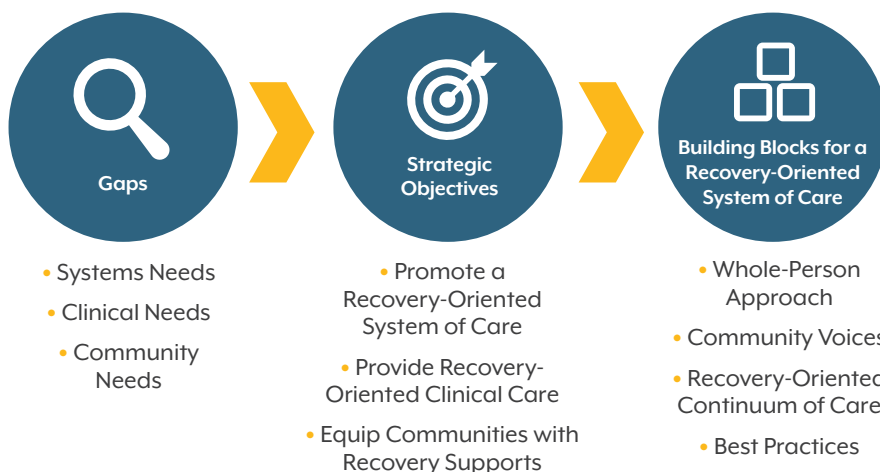 Gaps
• Systems Needs
• Clinical Needs
• Community
Needs
Strategic
Objectives
• Promote a
Recovery-Oriented
System of Care
• Provide Recovery-
Oriented Clinical Care
• Equip Communities with
Recovery Supports
Building Blocks for a
Recovery-Oriented
System of Care
• Whole-Person
Approach
• Community Voices
• Recovery-Oriented
Continuum of Care
• Best Practices